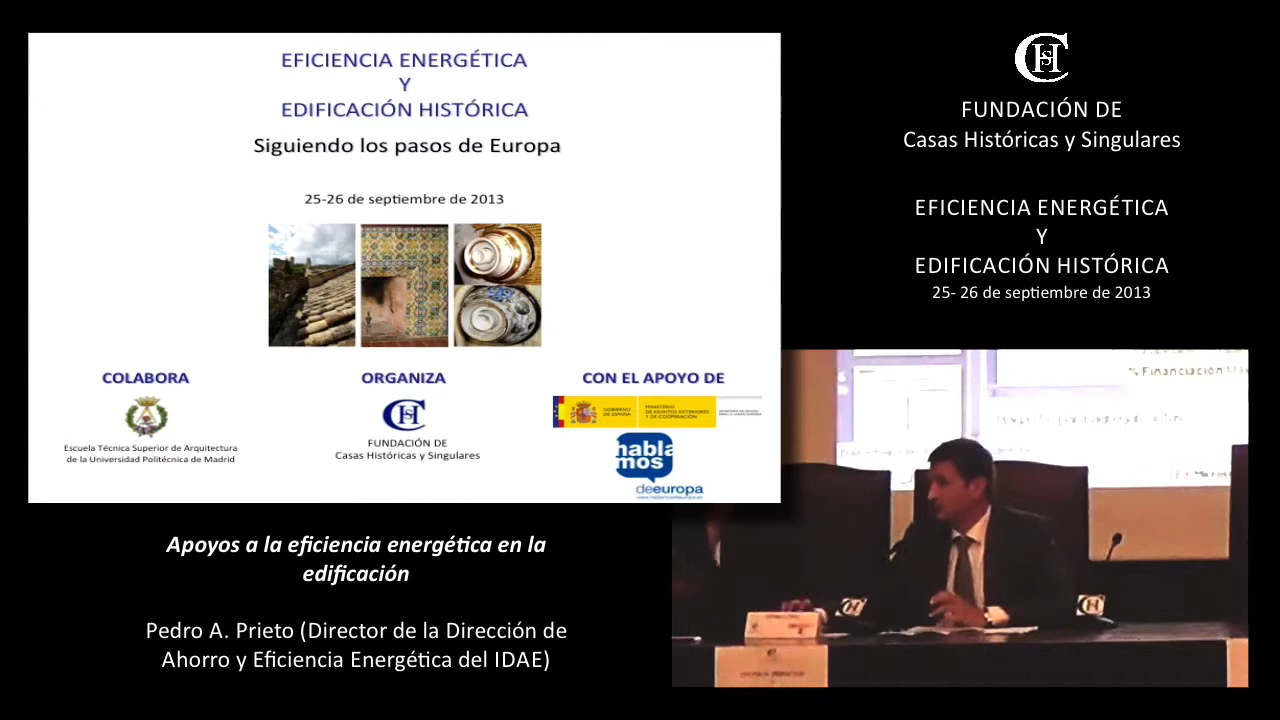 EFICIENCIA ENERGÉTICA
Y
EDIFICACIÓN HISTÓRICA
Siguiendo los pasos de Europa
25-26 de septiembre de 2013
COLABORA
Escuela Técnica Superior de Arquitectura
de la Universidad Politécnica de Madrid
ORGANIZA
CHS
FUNDACIÓN DE
Casas Históricas y Singulares
CON EL APOYO DE
GOBIERNO
DE ESPAÑA
MINISTERIO
DE ASUNTOS EXTERIORES
Y DE COOPERACIÓN
habla
mos
deeuropa
Apoyos a la eficiencia energética en la
edificación
Pedro A. Prieto (Director de la Dirección de
Ahorro y Eficiencia Energética del IDAE)
CHS
FUNDACIÓN DE
Casas Históricas y Singulares
EFICIENCIA ENERGÉTICA
Y
EDIFICACIÓN HISTÓRICA
25- 26 de septiembre de 2013
Financiación